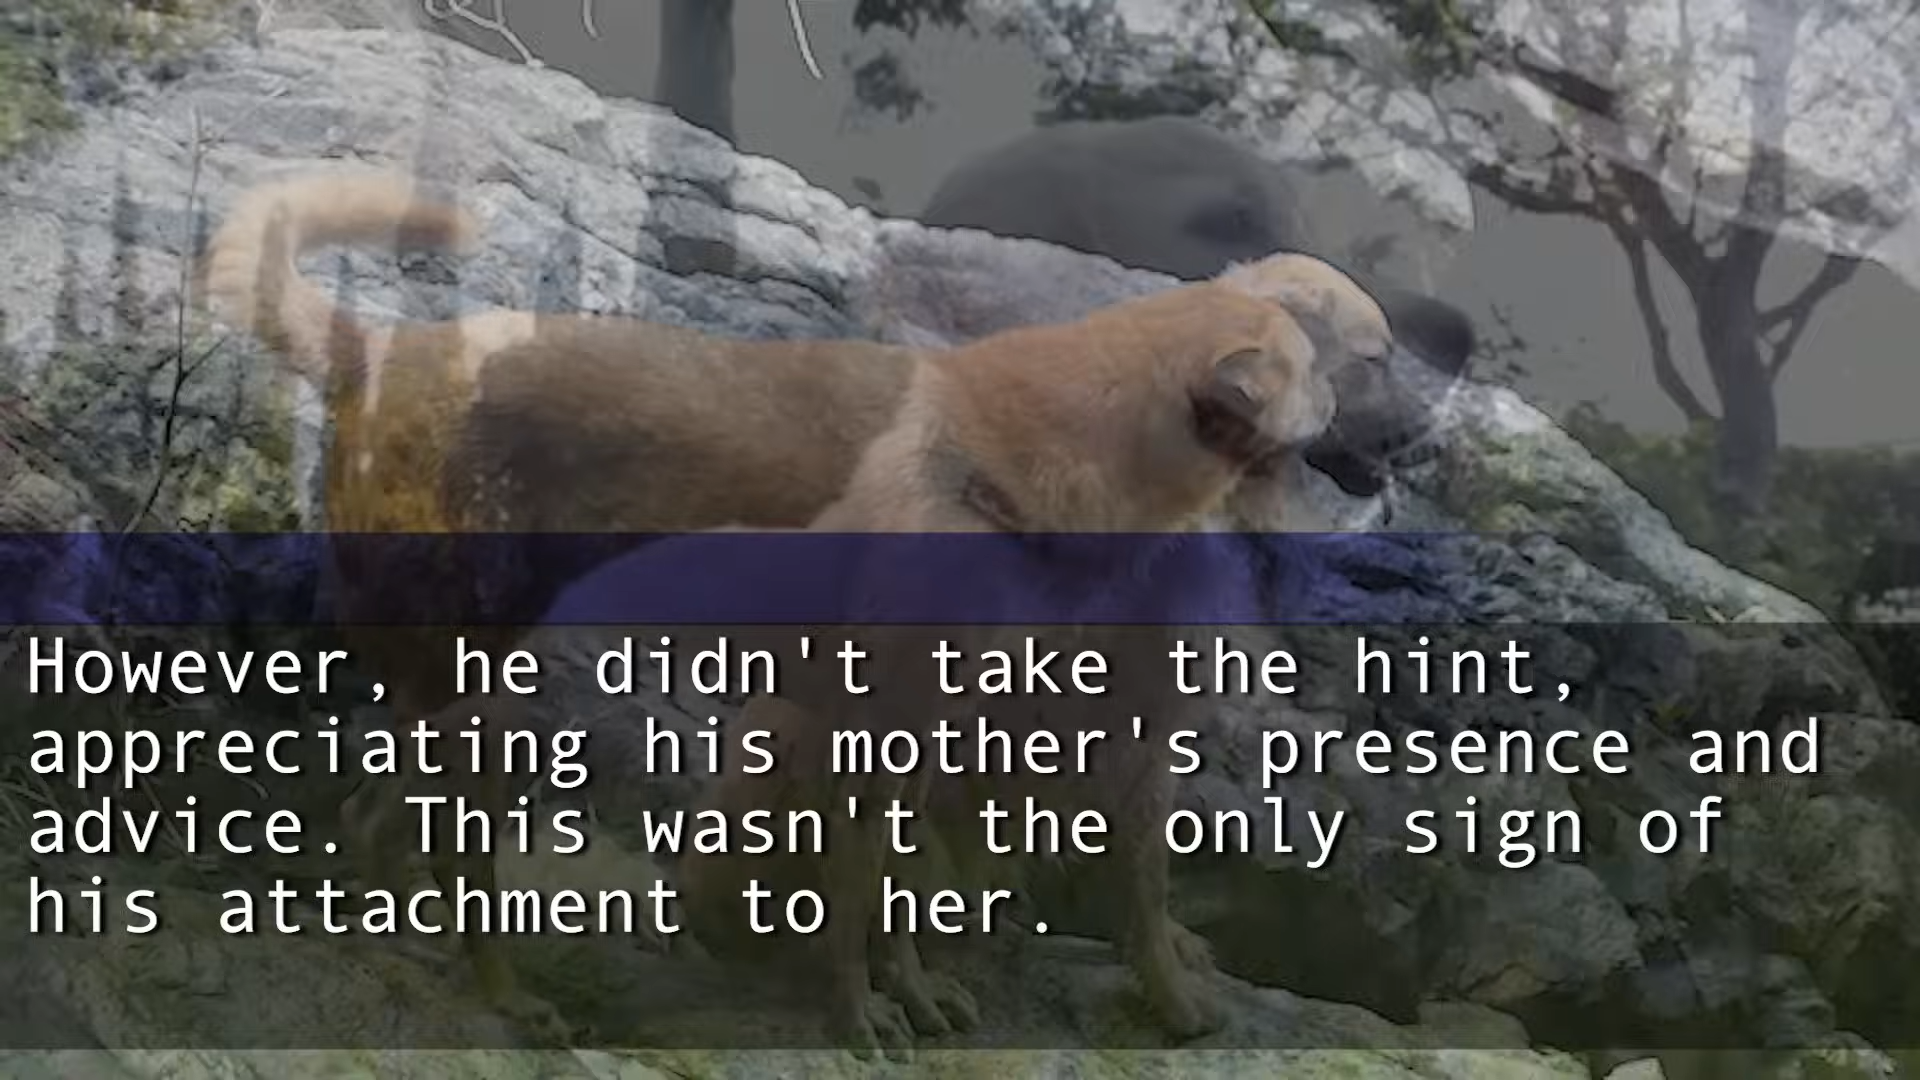 However, he didn't take the hint,
appreciating his mother's presence and
advice. This wasn't the only sign of
his attachment to her.